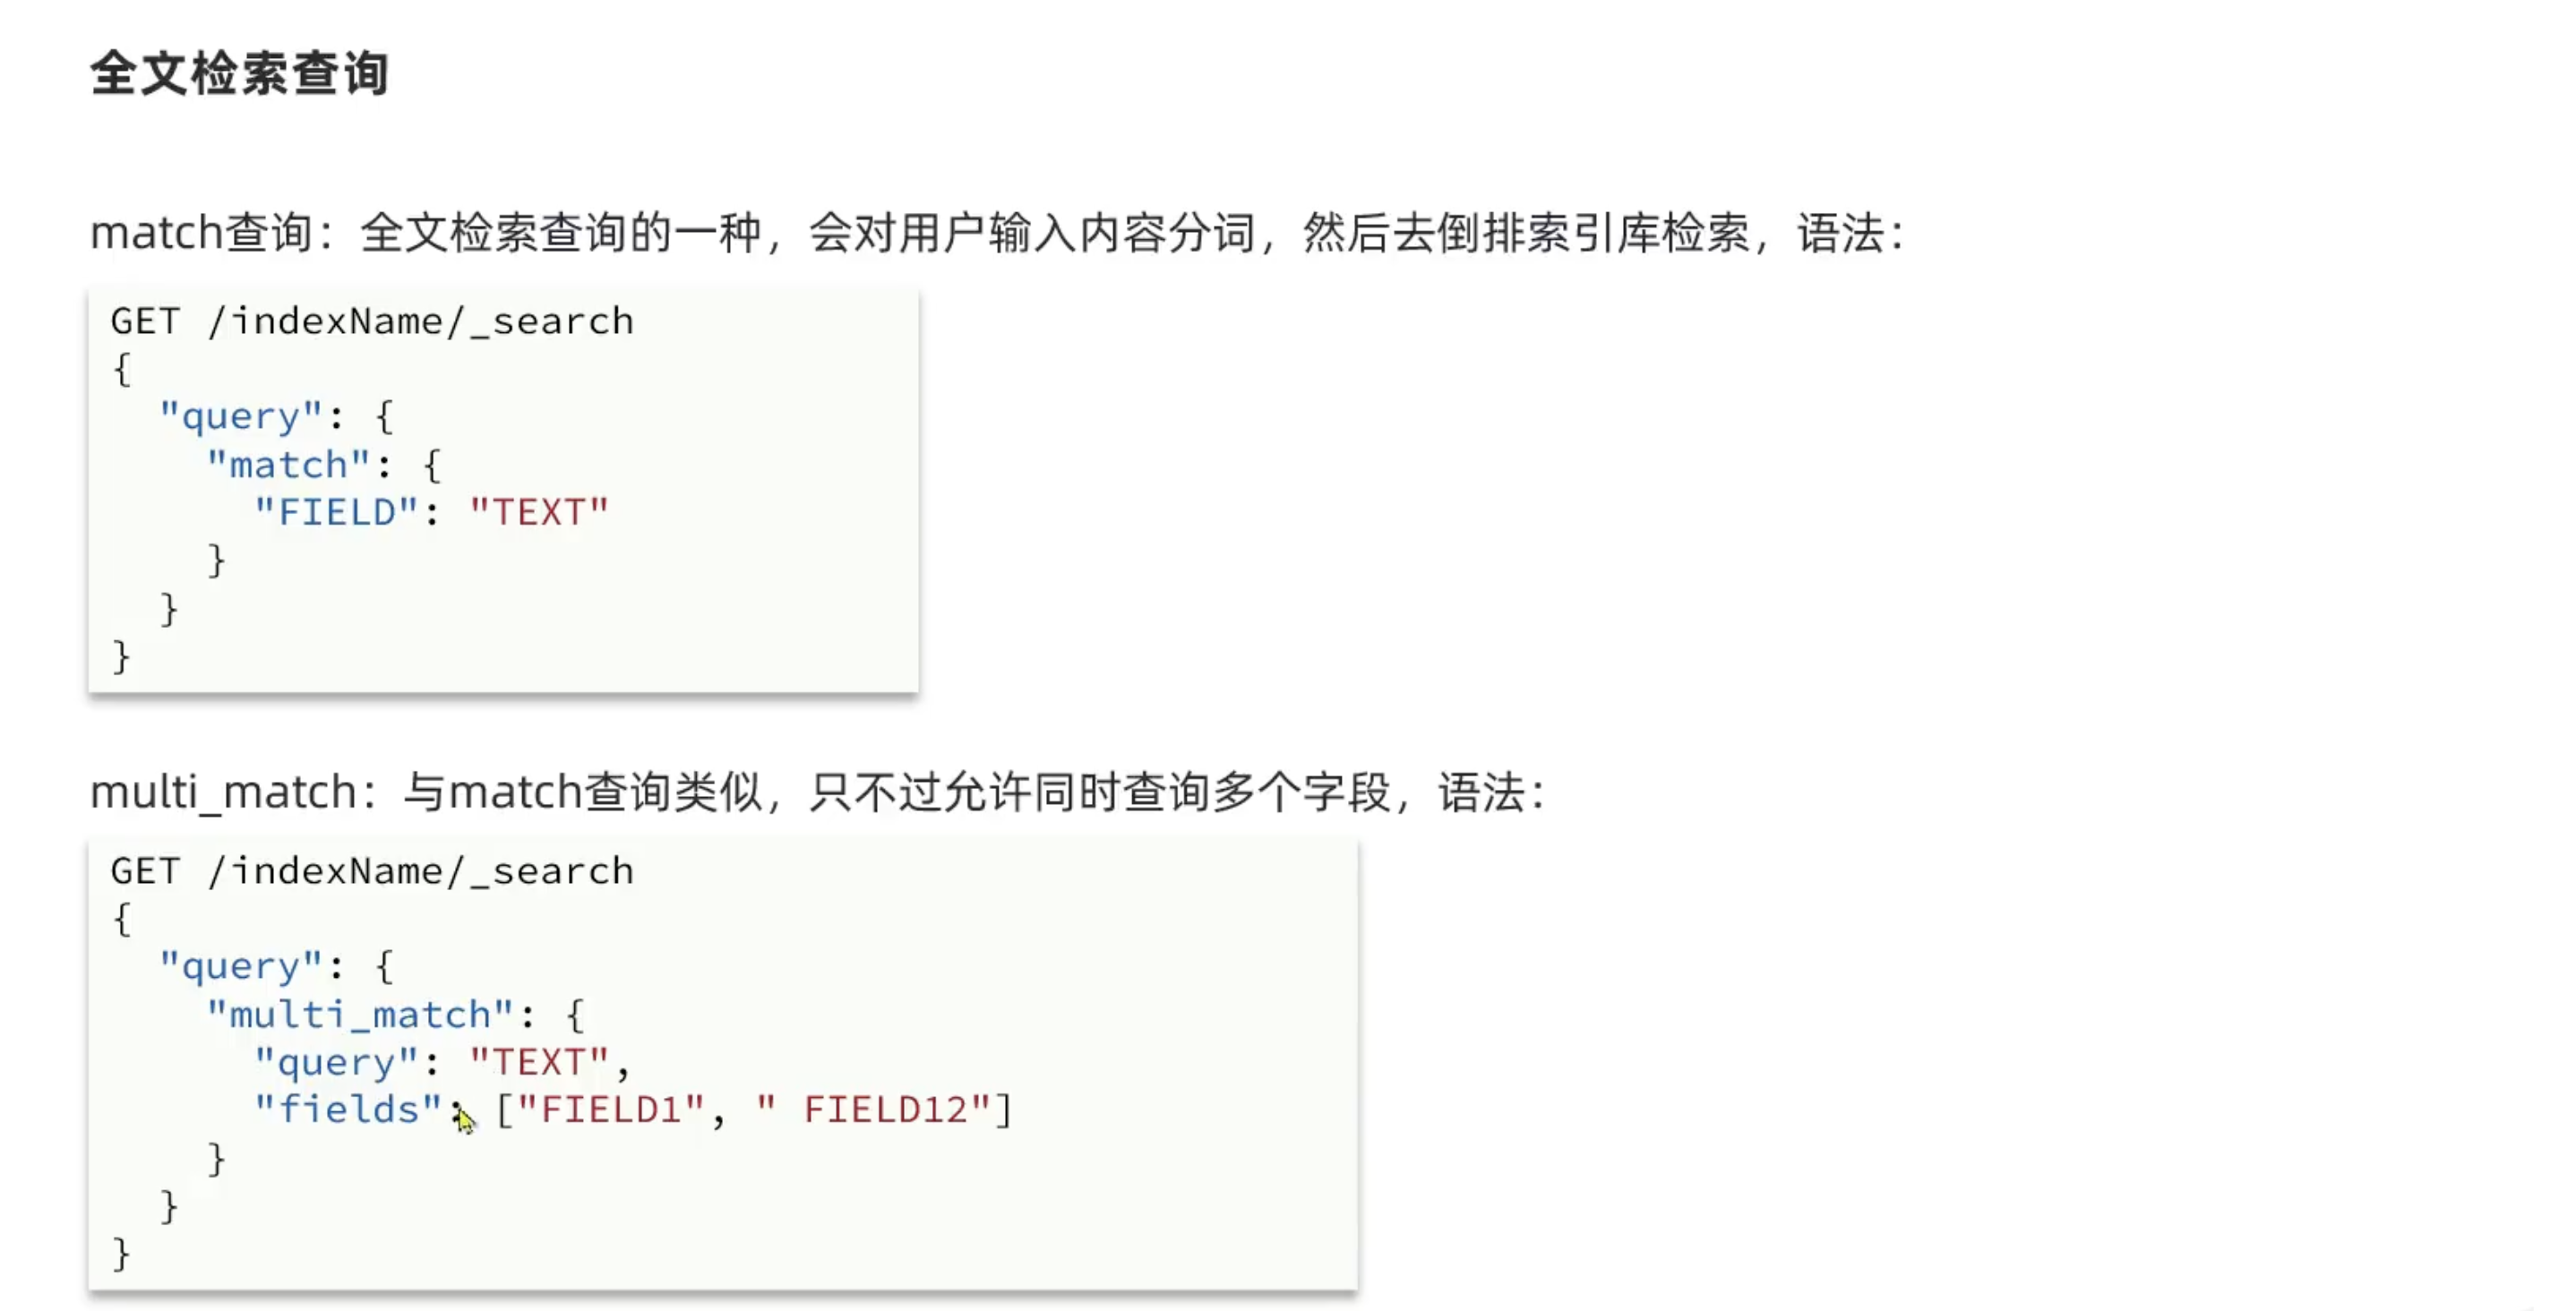 全文检索查询
match查询：全文检索查询的一种，会对用户输入内容分词，然后去倒排索引库检索，语法：
GET /indexName/_search
{
  "query": {
    "match": {
      "FIELD": "TEXT"
    }
  }
}
multi_match：与match查询类似，只不过允许同时查询多个字段，语法：
GET /indexName/_search
{
  "query": {
    "multi_match": {
      "query": "TEXT",
      "fields": ["FIELD1", " FIELD12"]
    }
  }
}